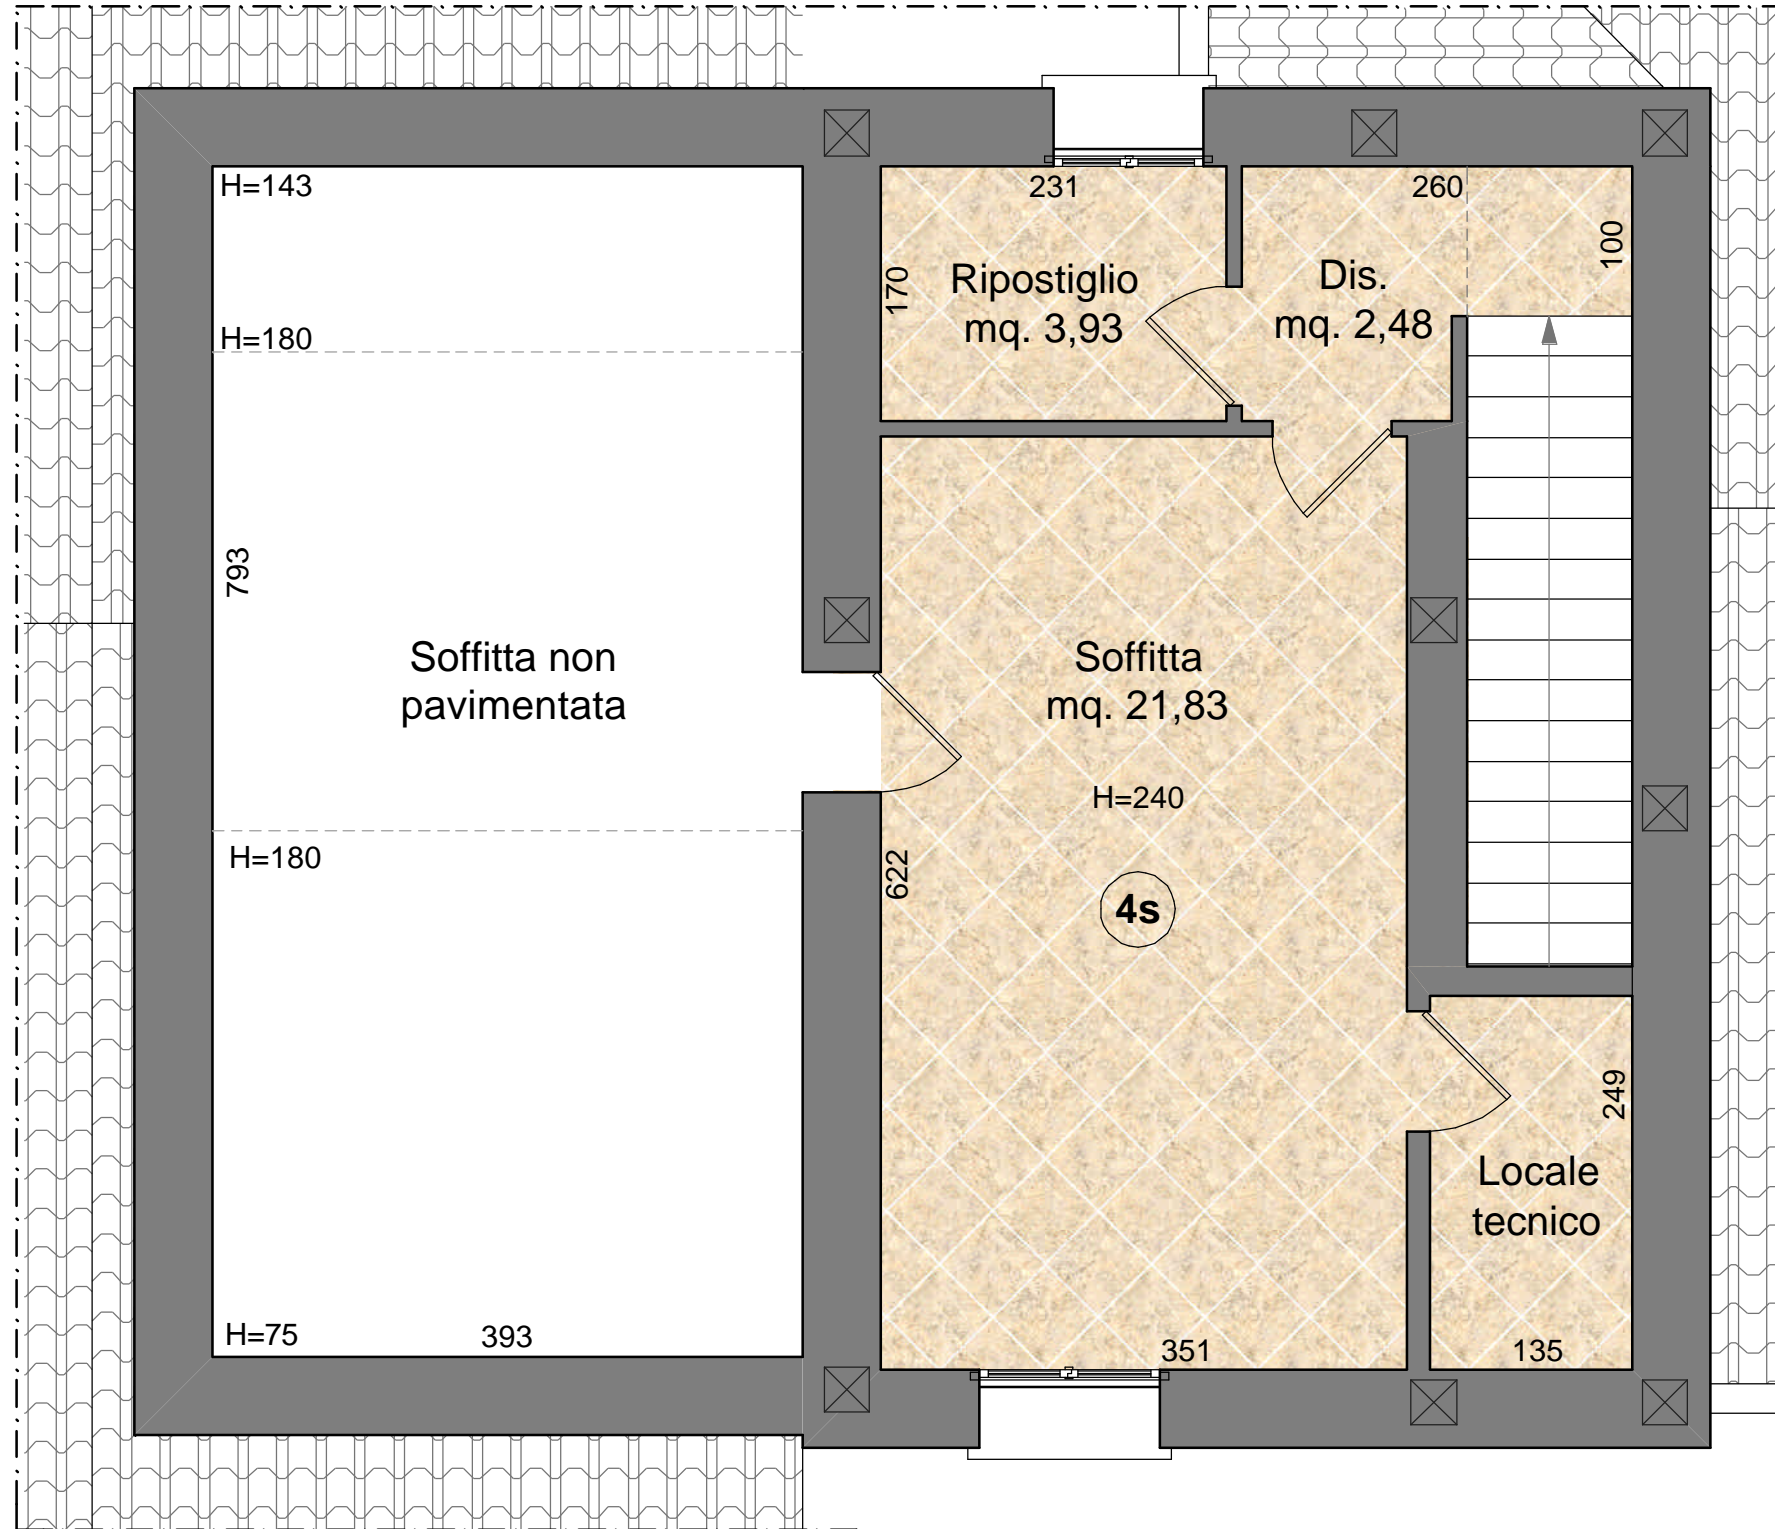 H=143
231
260
100
170
Ripostiglio
mq. 3,93
Dis.
mq. 2,48
H=180
793
Soffitta non
pavimentata
Soffitta
mq. 21,83
H=240
H=180
622
4s
249
Locale
tecnico
H=75
393
351
135